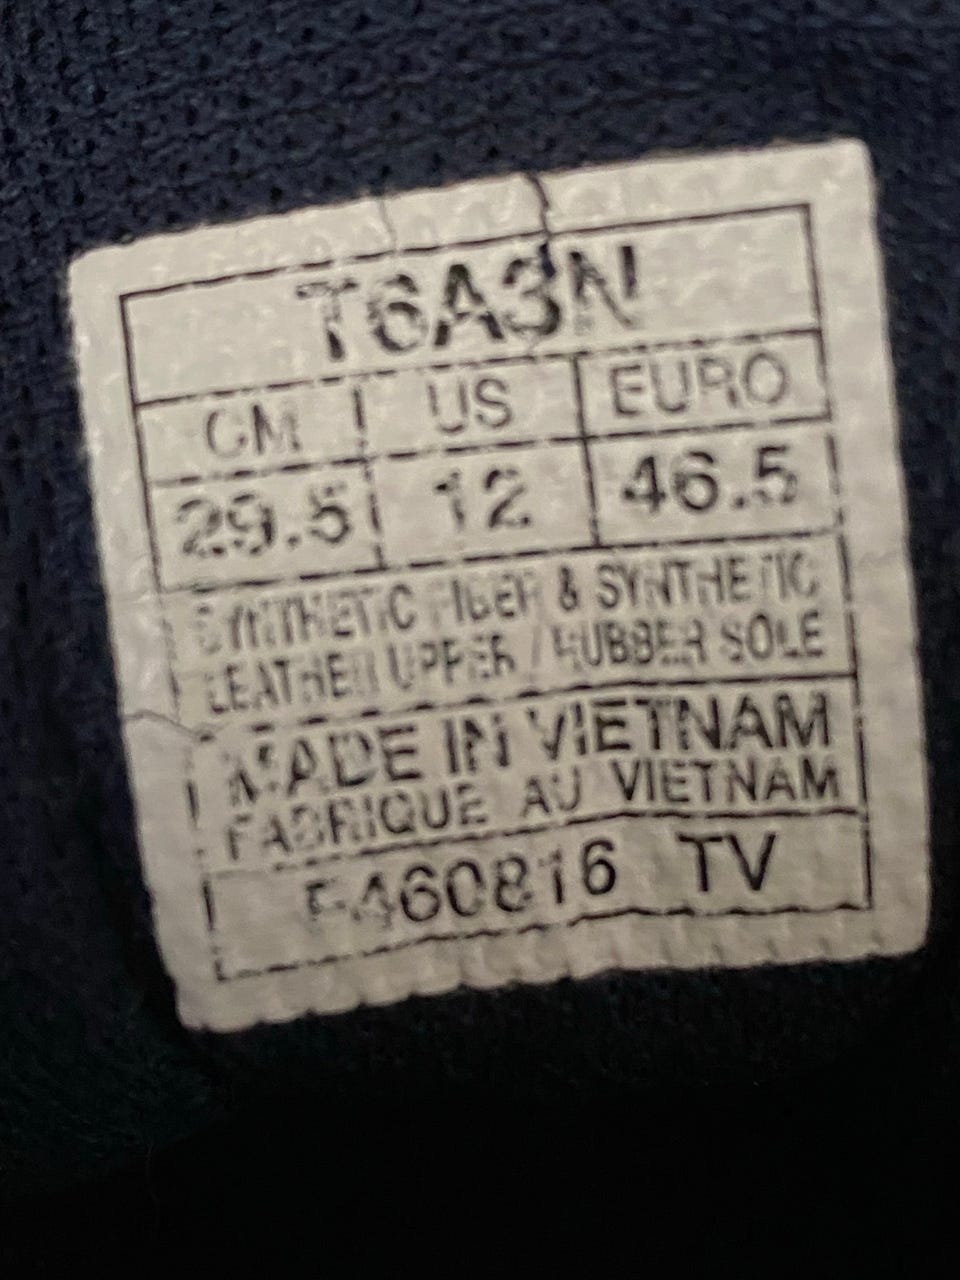 T6A3N
CM US EURO
29.5 12 46.5
SYNTHETIC FIBER & SYNTHETIC
LEATHER UPPER / RUBBER SOLE
MADE IN VIETNAM
FABRIQUE AU VIETNAM
F460816 TV